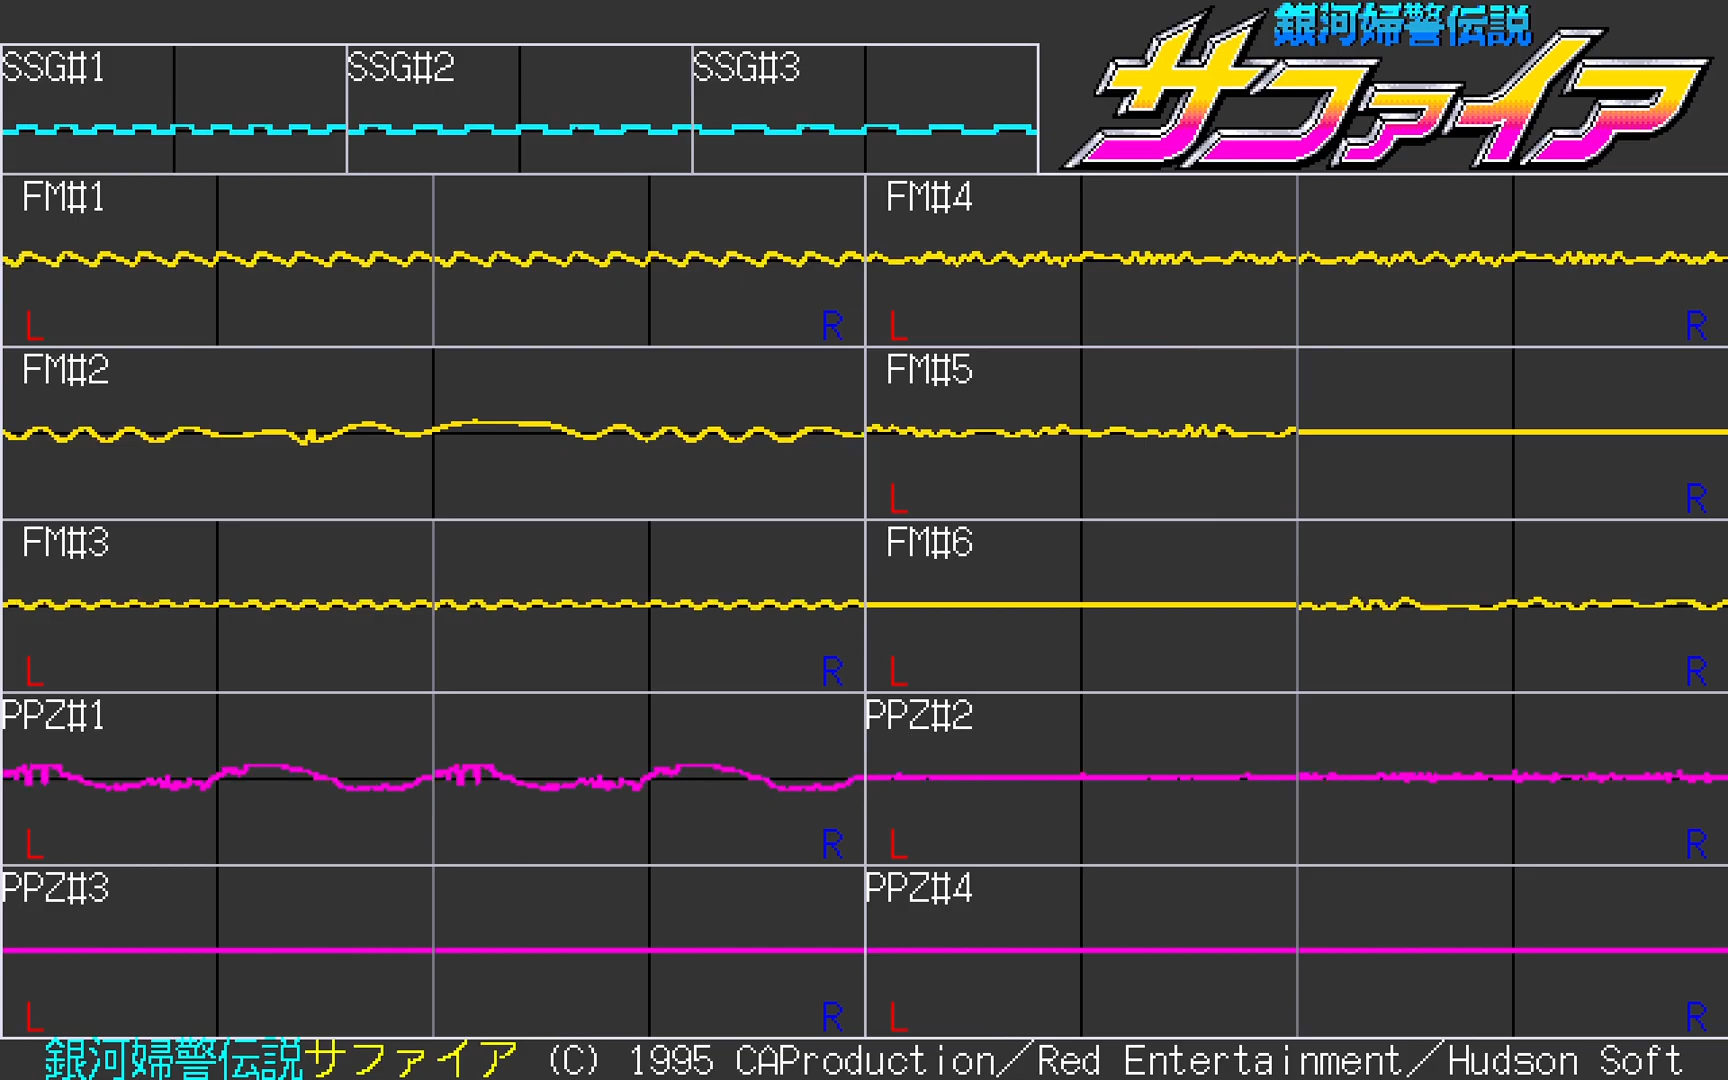 銀河婦警伝説
サファイア
SSG#1 SSG#2 SSG#3
FM#1 FM#4
L R L R
FM#2 FM#5
L R
FM#3 FM#6
L R L R
PPZ#1 PPZ#2
L R L R
PPZ#3 PPZ#4
L R L R
銀河婦警伝説サファイア (C) 1995 CAProduction/Red Entertainment/Hudson Soft